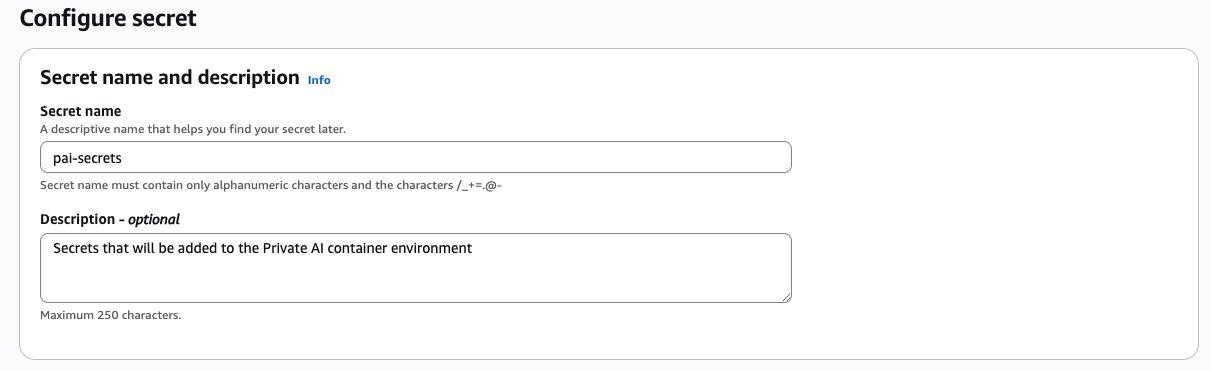 Configure secret
Secret name and description Info
Secret name
A descriptive name that helps you find your secret later.
pai-secrets
Secret name must contain only alphanumeric characters and the characters /_+=.@-
Description - optional
Secrets that will be added to the Private AI container environment
Maximum 250 characters.